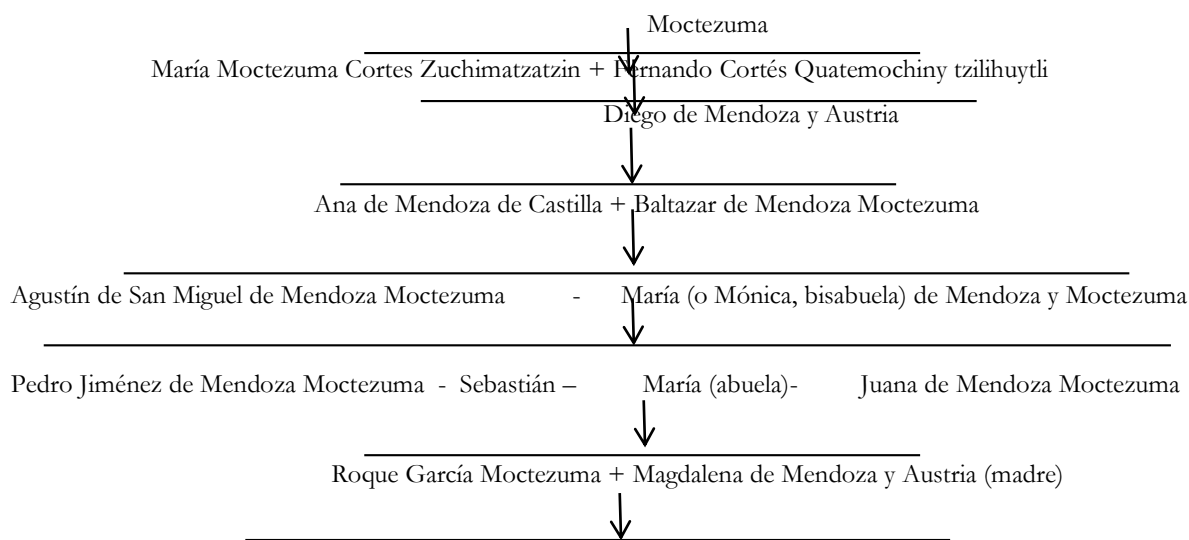 Moctezuma
María Moctezuma Cortes Zuchimatzatzin + Fernando Cortés Quatemochiny tzilihuytli
Diego de Mendoza y Austria
Ana de Mendoza de Castilla + Baltazar de Mendoza Moctezuma
Agustín de San Miguel de Mendoza Moctezuma - María (o Mónica, bisabuela) de Mendoza y Moctezuma
Pedro Jiménez de Mendoza Moctezuma - Sebastián – María (abuela)- Juana de Mendoza Moctezuma
Roque García Moctezuma + Magdalena de Mendoza y Austria (madre)